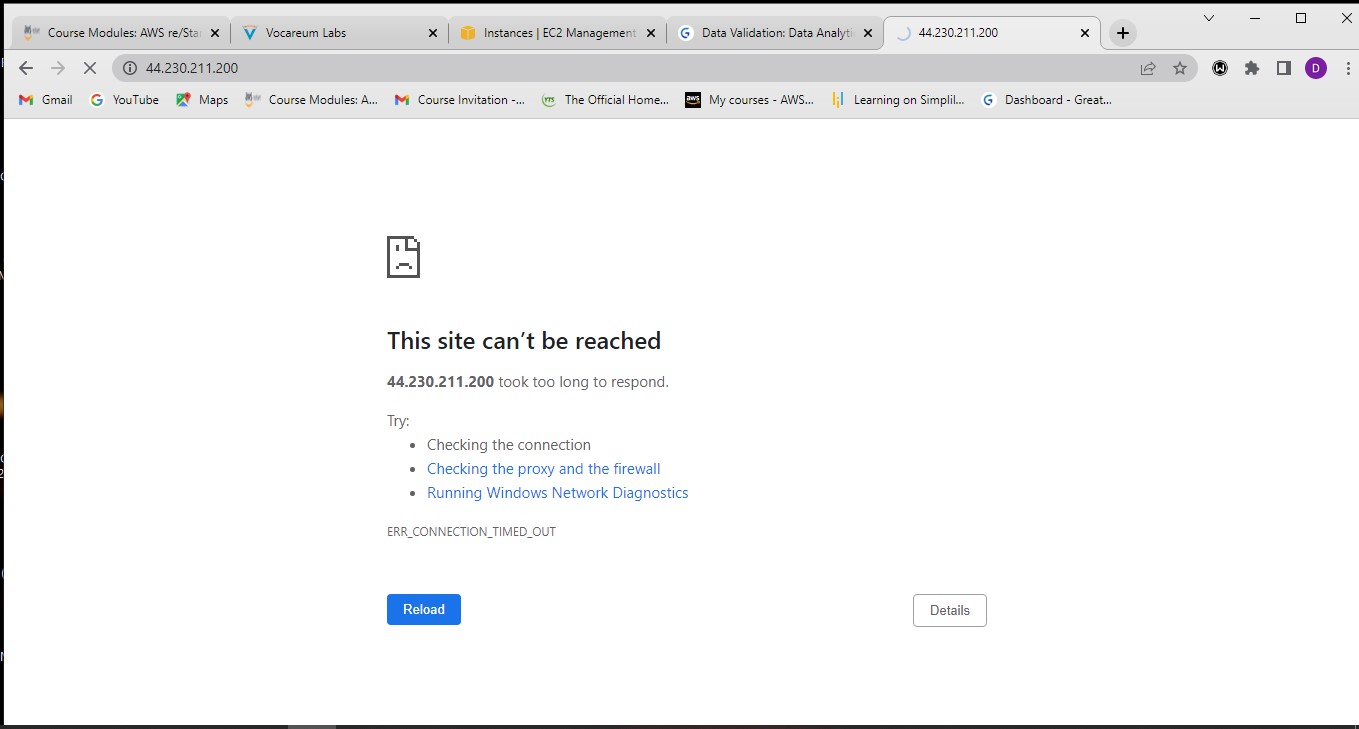 Course Modules: AWS re/Star
Vocareum Labs
Instances | EC2 Management
Data Validation: Data Analyti
44.230.211.200
44.230.211.200
D
Gmail
YouTube
Maps
Course Modules: A...
Course Invitation -...
The Official Home...
aws
My courses - AWS...
Learning on Simplil...
Dashboard - Great...
This site can’t be reached
44.230.211.200 took too long to respond.
Try:
Checking the connection
Checking the proxy and the firewall
Running Windows Network Diagnostics
ERR_CONNECTION_TIMED_OUT
Reload
Details